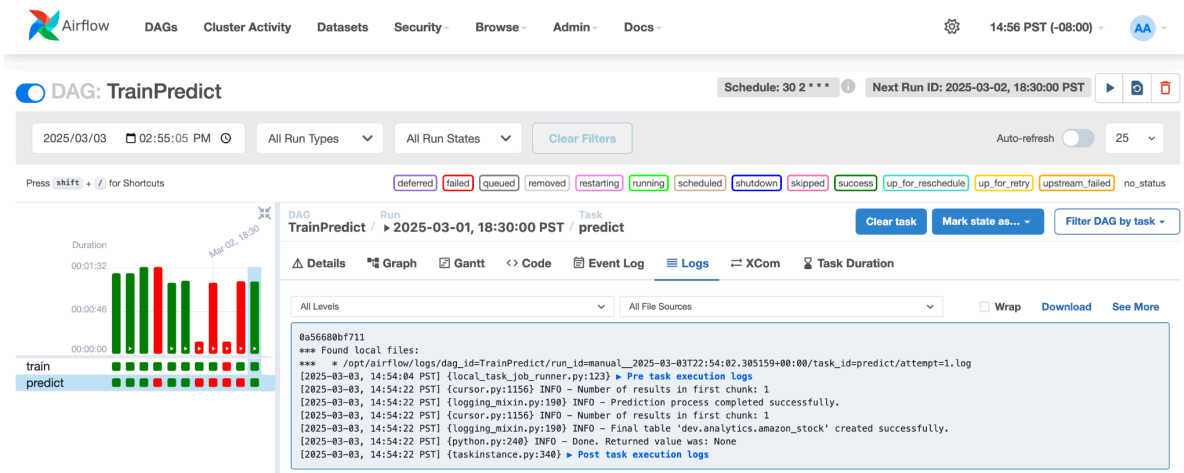 Airflow DAGs Cluster Activity Datasets Security Browse Admin Docs 14:56 PST (-08:00) AA
DAG: TrainPredict Schedule: 30 2 * * * Next Run ID: 2025-03-02, 18:30:00 PST
2025/03/03 02:55:05 PM All Run Types All Run States Clear Filters Auto-refresh 25
Press shift + / for Shortcuts deferred failed queued removed restarting running scheduled shutdown skipped success up_for_reschedule up_for_retry upstream_failed no_status
DAG Run Task
TrainPredict / 2025-03-01, 18:30:00 PST / predict Clear task Mark state as... Filter DAG by task
Mar 02, 18:30
Duration
00:01:32
00:00:46
00:00:00
train
predict
Details Graph Gantt Code Event Log Logs XCom Task Duration
All Levels All File Sources Wrap Download See More
0a56680bf711
*** Found local files:
*** * /opt/airflow/logs/dag_id=TrainPredict/run_id=manual__2025-03-03T22:54:02.305159+00:00/task_id=predict/attempt=1.log
[2025-03-03, 14:54:04 PST] {local_task_job_runner.py:123} ▶ Pre task execution logs
[2025-03-03, 14:54:22 PST] {cursor.py:1156} INFO - Number of results in first chunk: 1
[2025-03-03, 14:54:22 PST] {logging_mixin.py:190} INFO - Prediction process completed successfully.
[2025-03-03, 14:54:22 PST] {cursor.py:1156} INFO - Number of results in first chunk: 1
[2025-03-03, 14:54:22 PST] {logging_mixin.py:190} INFO - Final table 'dev.analytics.amazon_stock' created successfully.
[2025-03-03, 14:54:22 PST] {python.py:240} INFO - Done. Returned value was: None
[2025-03-03, 14:54:22 PST] {taskinstance.py:340} ▶ Post task execution logs